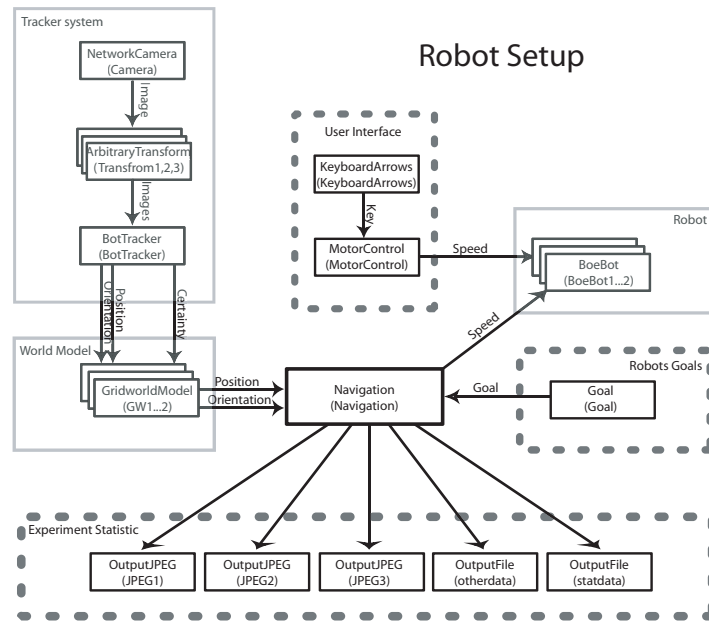 Robot Setup
Tracker system
NetworkCamera
(Camera)
Image
ArbitraryTransform
(Transfrom1,2,3)
Images
BotTracker
(BotTracker)
Orientation
Position
Certainty
World Model
GridworldModel
(GW1...2)
Position
Orientation
User Interface
KeyboardArrows
(KeyboardArrows)
Key
MotorControl
(MotorControl)
Speed
Robot
BoeBot
(BoeBot1...2)
Speed
Navigation
(Navigation)
Goal
Robots Goals
Goal
(Goal)
Experiment Statistic
OutputJPEG
(JPEG1)
OutputJPEG
(JPEG2)
OutputJPEG
(JPEG3)
OutputFile
(otherdata)
OutputFile
(statdata)